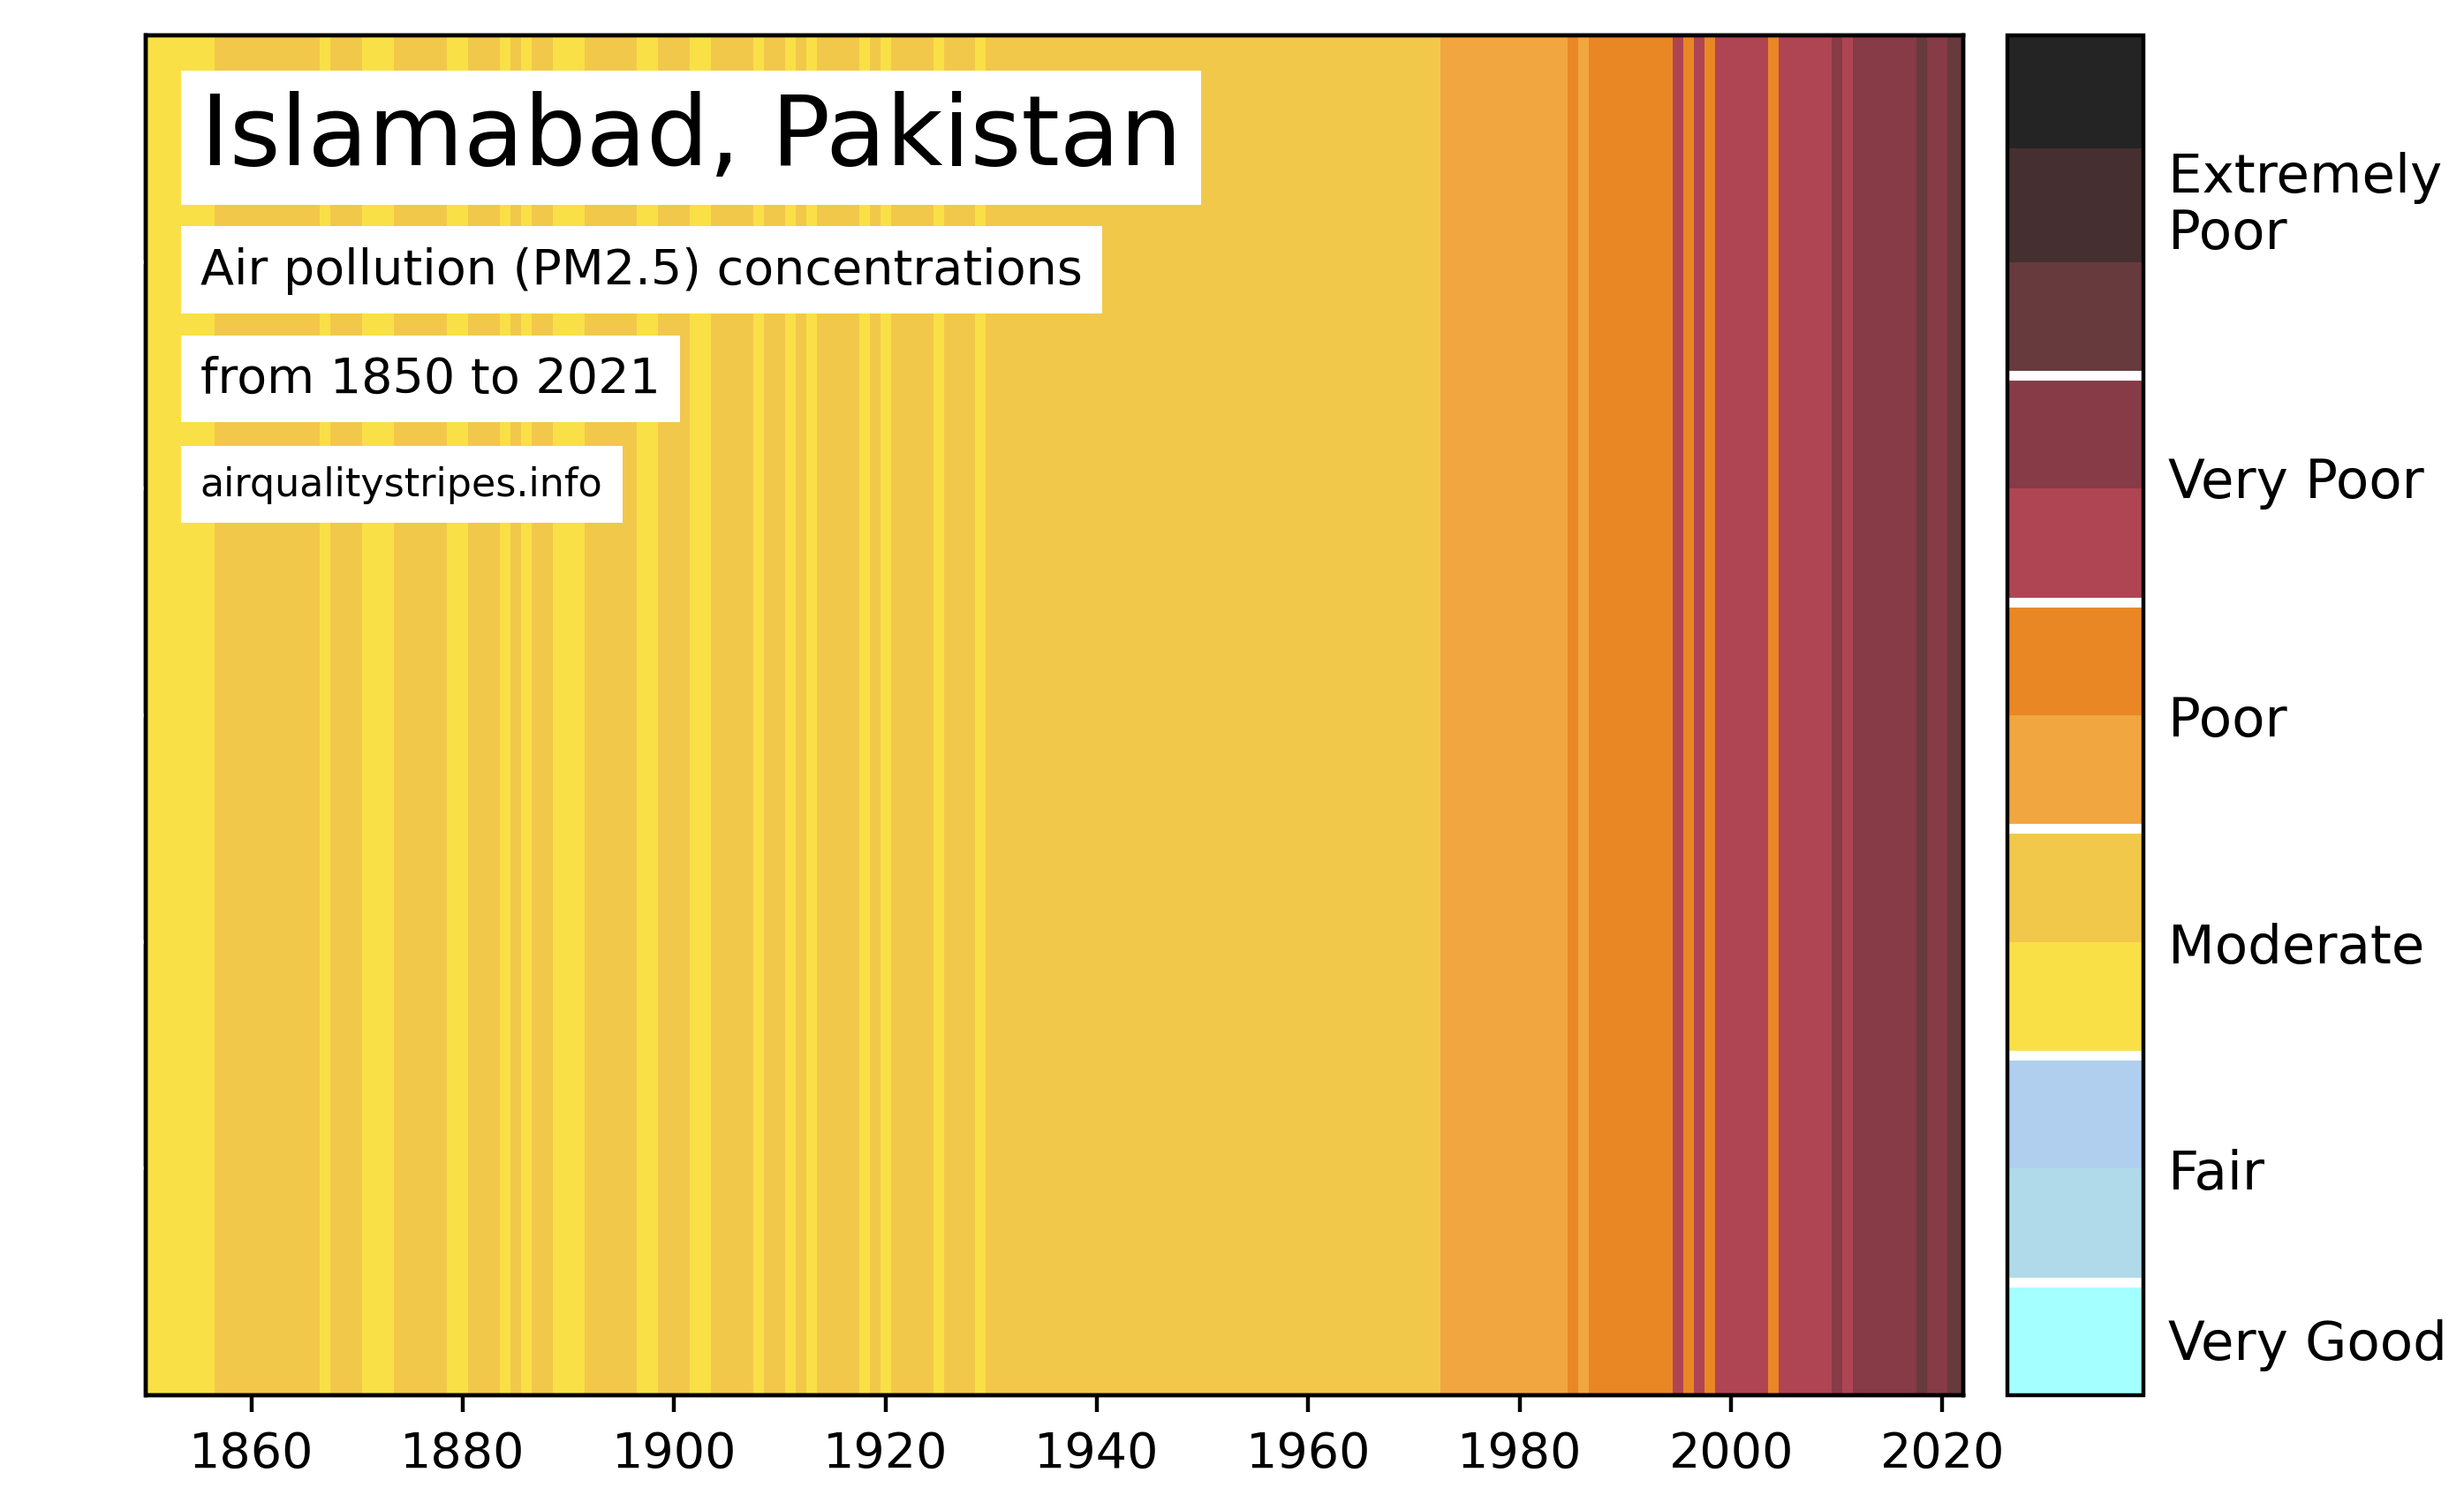 Islamabad, Pakistan
Air pollution (PM2.5) concentrations
from 1850 to 2021
airqualitystripes.info
Extremely
Poor
Very Poor
Poor
Moderate
Fair
Very Good
1860 1880 1900 1920 1940 1960 1980 2000 2020